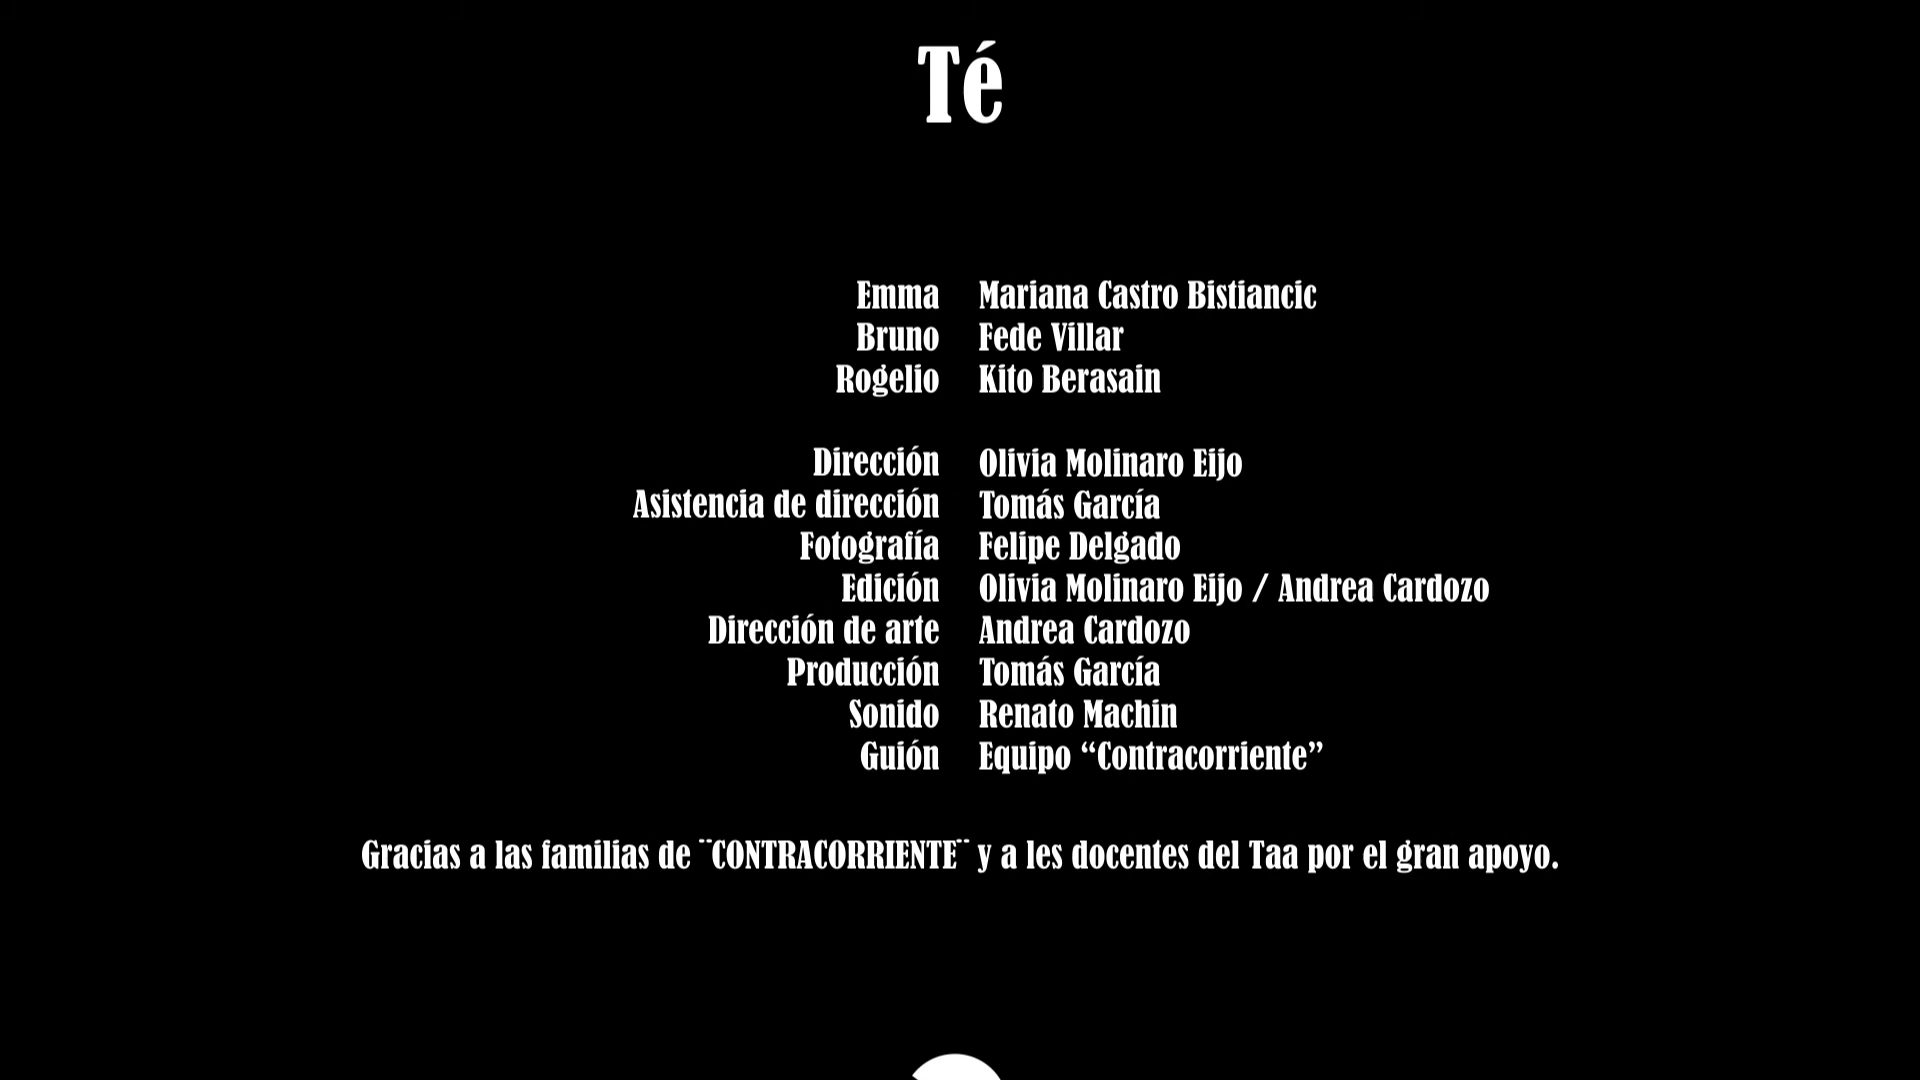 Té
Emma Mariana Castro Bistiancic
Bruno Fede Villar
Rogelio Kito Berasain
Dirección Olivia Molinaro Eijo
Asistencia de dirección Tomás García
Fotografía Felipe Delgado
Edición Olivia Molinaro Eijo / Andrea Cardozo
Dirección de arte Andrea Cardozo
Producción Tomás García
Sonido Renato Machin
Guión Equipo “Contracorriente”
Gracias a las familias de ¨CONTRACORRIENTE¨ y a les docentes del Taa por el gran apoyo.